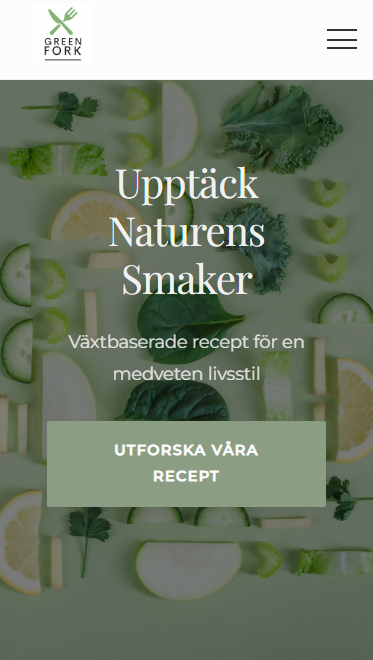 GREEN
FORK
Upptäck
Naturens
Smaker
Växtbaserade recept för en
medveten livsstil
UTFORSKA VÅRA
RECEPT